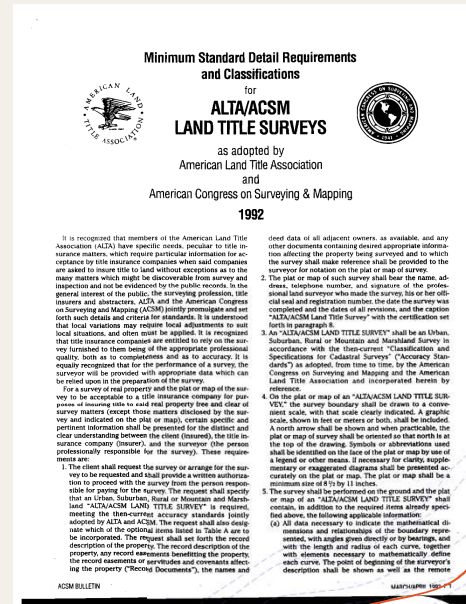 Minimum Standard Detail Requirements
and Classifications
for
ALTA/ACSM
LAND TITLE SURVEYS
as adopted by
American Land Title Association
and
American Congress on Surveying & Mapping
1992
AMERICAN LAND TITLE ASSOCIATION
It is recognized that members of the American Land Title
Association (ALTA) have specific needs, peculiar to title in-
surance matters, which require particular information for ac-
ceptance by title insurance companies when said companies
are asked to insure title to land without exceptions as to the
many matters which might be discoverable from survey and
inspection and not be evidenced by the public records. In the
general interest of the public, the surveying profession, title
insurers and abstracters, ALTA and the American Congress
on Surveying and Mapping (ACSM) jointly promulgate and set
forth such details and criteria for standards. It is understood
that local variations may require local adjustments to suit
local situations, and often must be applied. It is recognized
that title insurance companies are entitled to rely on the sur-
vey furnished to them being of the appropriate professional
quality, both as to completeness and as to accuracy. It is
equally recognized that for the performance of a survey, the
surveyor will be provided with appropriate data which can
be relied upon in the preparation of the survey.
For a survey of real property and the plat or map of the sur-
vey to be acceptable to a title insurance company for pur-
poses of insuring title to said real property free and clear of
survey matters (except those matters disclosed by the sur-
vey and indicated on the plat or map), certain specific and
pertinent information shall be presented for the distinct and
clear understanding between the client (insured), the title in-
surance company (insurer), and the surveyor (the person
professionally responsible for the survey). These require-
ments are:
1. The client shall request the survey or arrange for the sur-
vey to be requested and shall provide a written authoriza-
tion to proceed with the survey from the person respon-
sible for paying for the survey. The request shall specify
that an Urban, Suburban, Rural or Mountain and Marsh-
land "ALTA/ACSM LAND TITLE SURVEY" is required,
meeting the then-current accuracy standards jointly
adopted by ALTA and ACSM. The request shall also desig-
nate which of the optional items listed in Table A are to
be incorporated. The request shall set forth the record
description of the property. The record description of the
property, any record easements benefitting the property,
the record easements or servitudes and covenants affect-
ing the property ("Record Documents"), the names and
deed data of all adjacent owners, as available, and any
other documents containing desired appropriate informa-
tion affecting the property being surveyed and to which
the survey shall make reference shall be provided to the
surveyor for notation on the plat or map of survey.
2. The plat or map of such survey shall bear the name, ad-
dress, telephone number, and signature of the profes-
sional land surveyor who made the survey, his or her offi-
cial seal and registration number, the date the survey was
completed and the dates of all revisions, and the caption
"ALTA/ACSM Land Title Survey" with the certification set
forth in paragraph 8.
3. An "ALTA/ACSM LAND TITLE SURVEY" shall be an Urban,
Suburban, Rural or Mountain and Marshland Survey in
accordance with the then-current "Classification and
Specifications for Cadastral Surveys" ("Accuracy Stan-
dards") as adopted, from time to time, by the American
Congress on Surveying and Mapping and the American
Land Title Association and incorporated herein by
reference.
4. On the plat or map of an "ALTA/ACSM LAND TITLE SUR-
VEY," the survey boundary shall be drawn to a conven-
ient scale, with that scale clearly indicated. A graphic
scale, shown in feet or meters or both, shall be included.
A north arrow shall be shown and when practicable, the
plat or map of survey shall be oriented so that north is at
the top of the drawing. Symbols or abbreviations used
shall be identified on the face of the plat or map by use of
a legend or other means. If necessary for clarity, supple-
mentary or exaggerated diagrams shall be presented ac-
curately on the plat or map. The plat or map shall be a
minimum size of 8½ by 11 inches.
5. The survey shall be performed on the ground and the plat
or map of an "ALTA/ACSM LAND TITLE SURVEY" shall
contain, in addition to the required items already speci-
fied above, the following applicable information:
(a) All data necessary to indicate the mathematical di-
mensions and relationships of the boundary repre-
sented, with angles given directly or by bearings, and
with the length and radius of each curve, together
with elements necessary to mathematically define
each curve. The point of beginning of the surveyor's
description shall be shown as well as the remote
ACSM BULLETIN
MARCH/APRIL